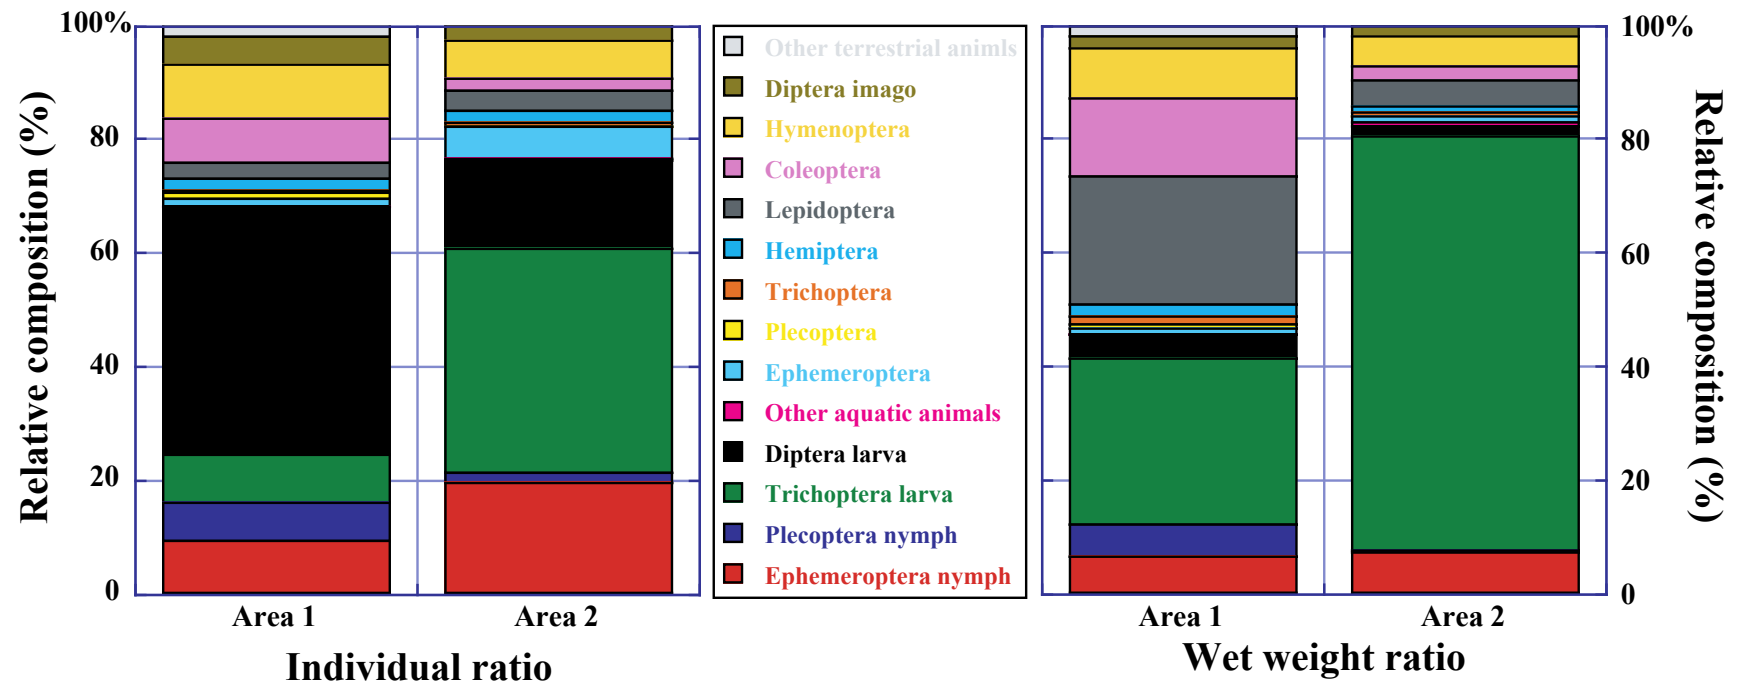 100%
80
60
40
20
0
Relative composition (%)
Area 1
Area 2
Individual ratio
Other terrestrial animls
Diptera imago
Hymenoptera
Coleoptera
Lepidoptera
Hemiptera
Trichoptera
Plecoptera
Ephemeroptera
Other aquatic animals
Diptera larva
Trichoptera larva
Plecoptera nymph
Ephemeroptera nymph
100%
80
60
40
20
0
Relative composition (%)
Area 1
Area 2
Wet weight ratio